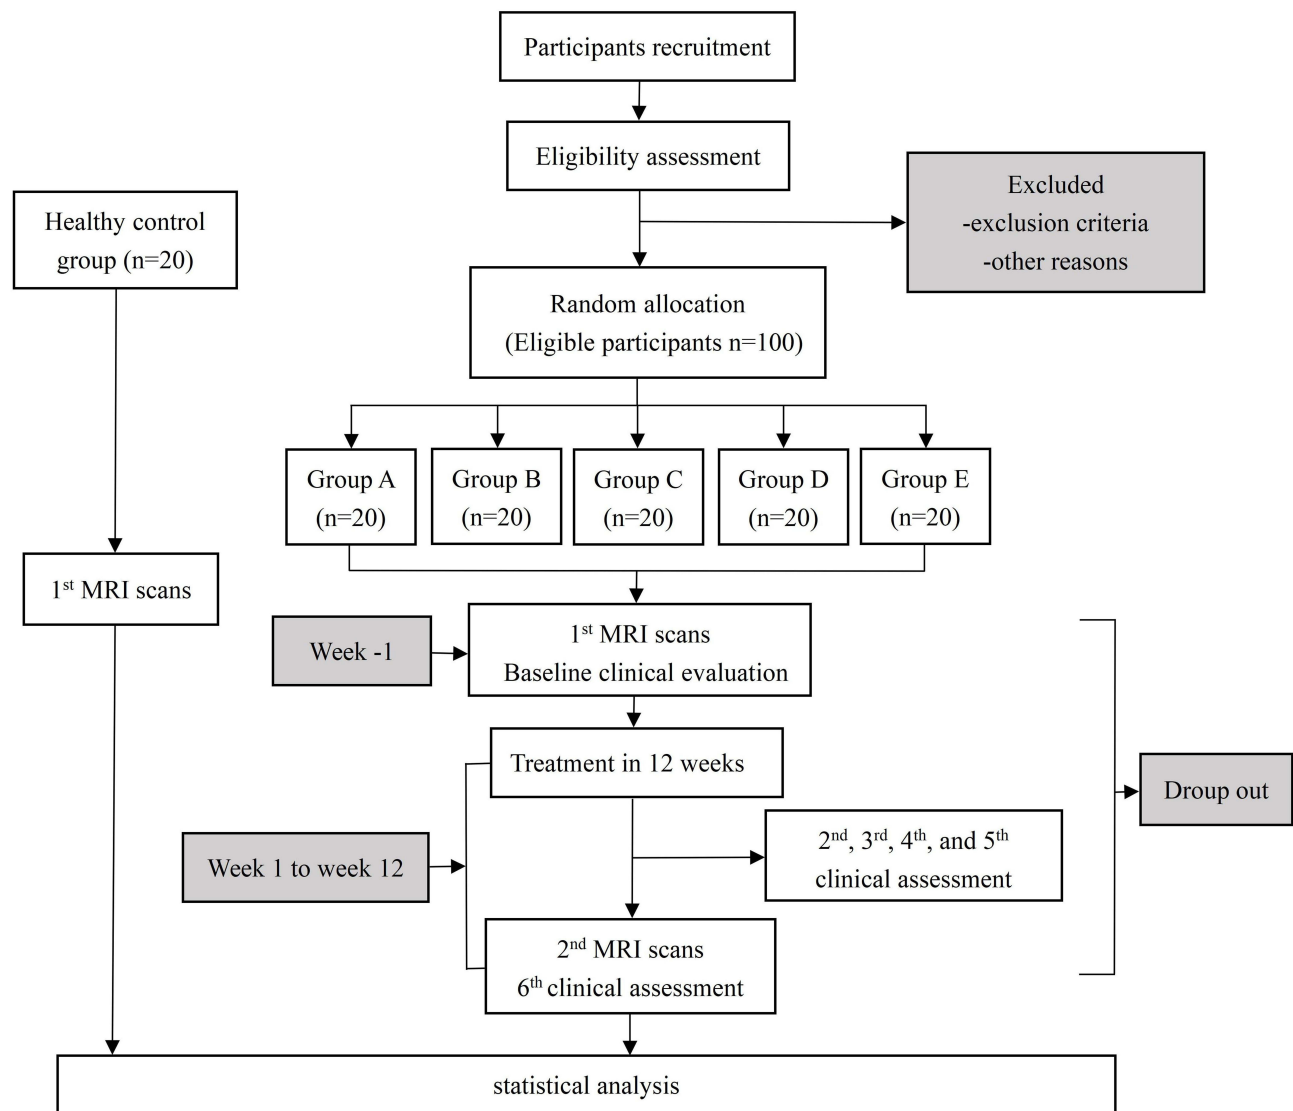 Participants recruitment
Eligibility assessment
Excluded
-exclusion criteria
-other reasons
Healthy control
group (n=20)
Random allocation
(Eligible participants n=100)
Group A
(n=20)
Group B
(n=20)
Group C
(n=20)
Group D
(n=20)
Group E
(n=20)
1st MRI scans
Week -1
1st MRI scans
Baseline clinical evaluation
Treatment in 12 weeks
Droup out
2nd, 3rd, 4th, and 5th
clinical assessment
Week 1 to week 12
2nd MRI scans
6th clinical assessment
statistical analysis